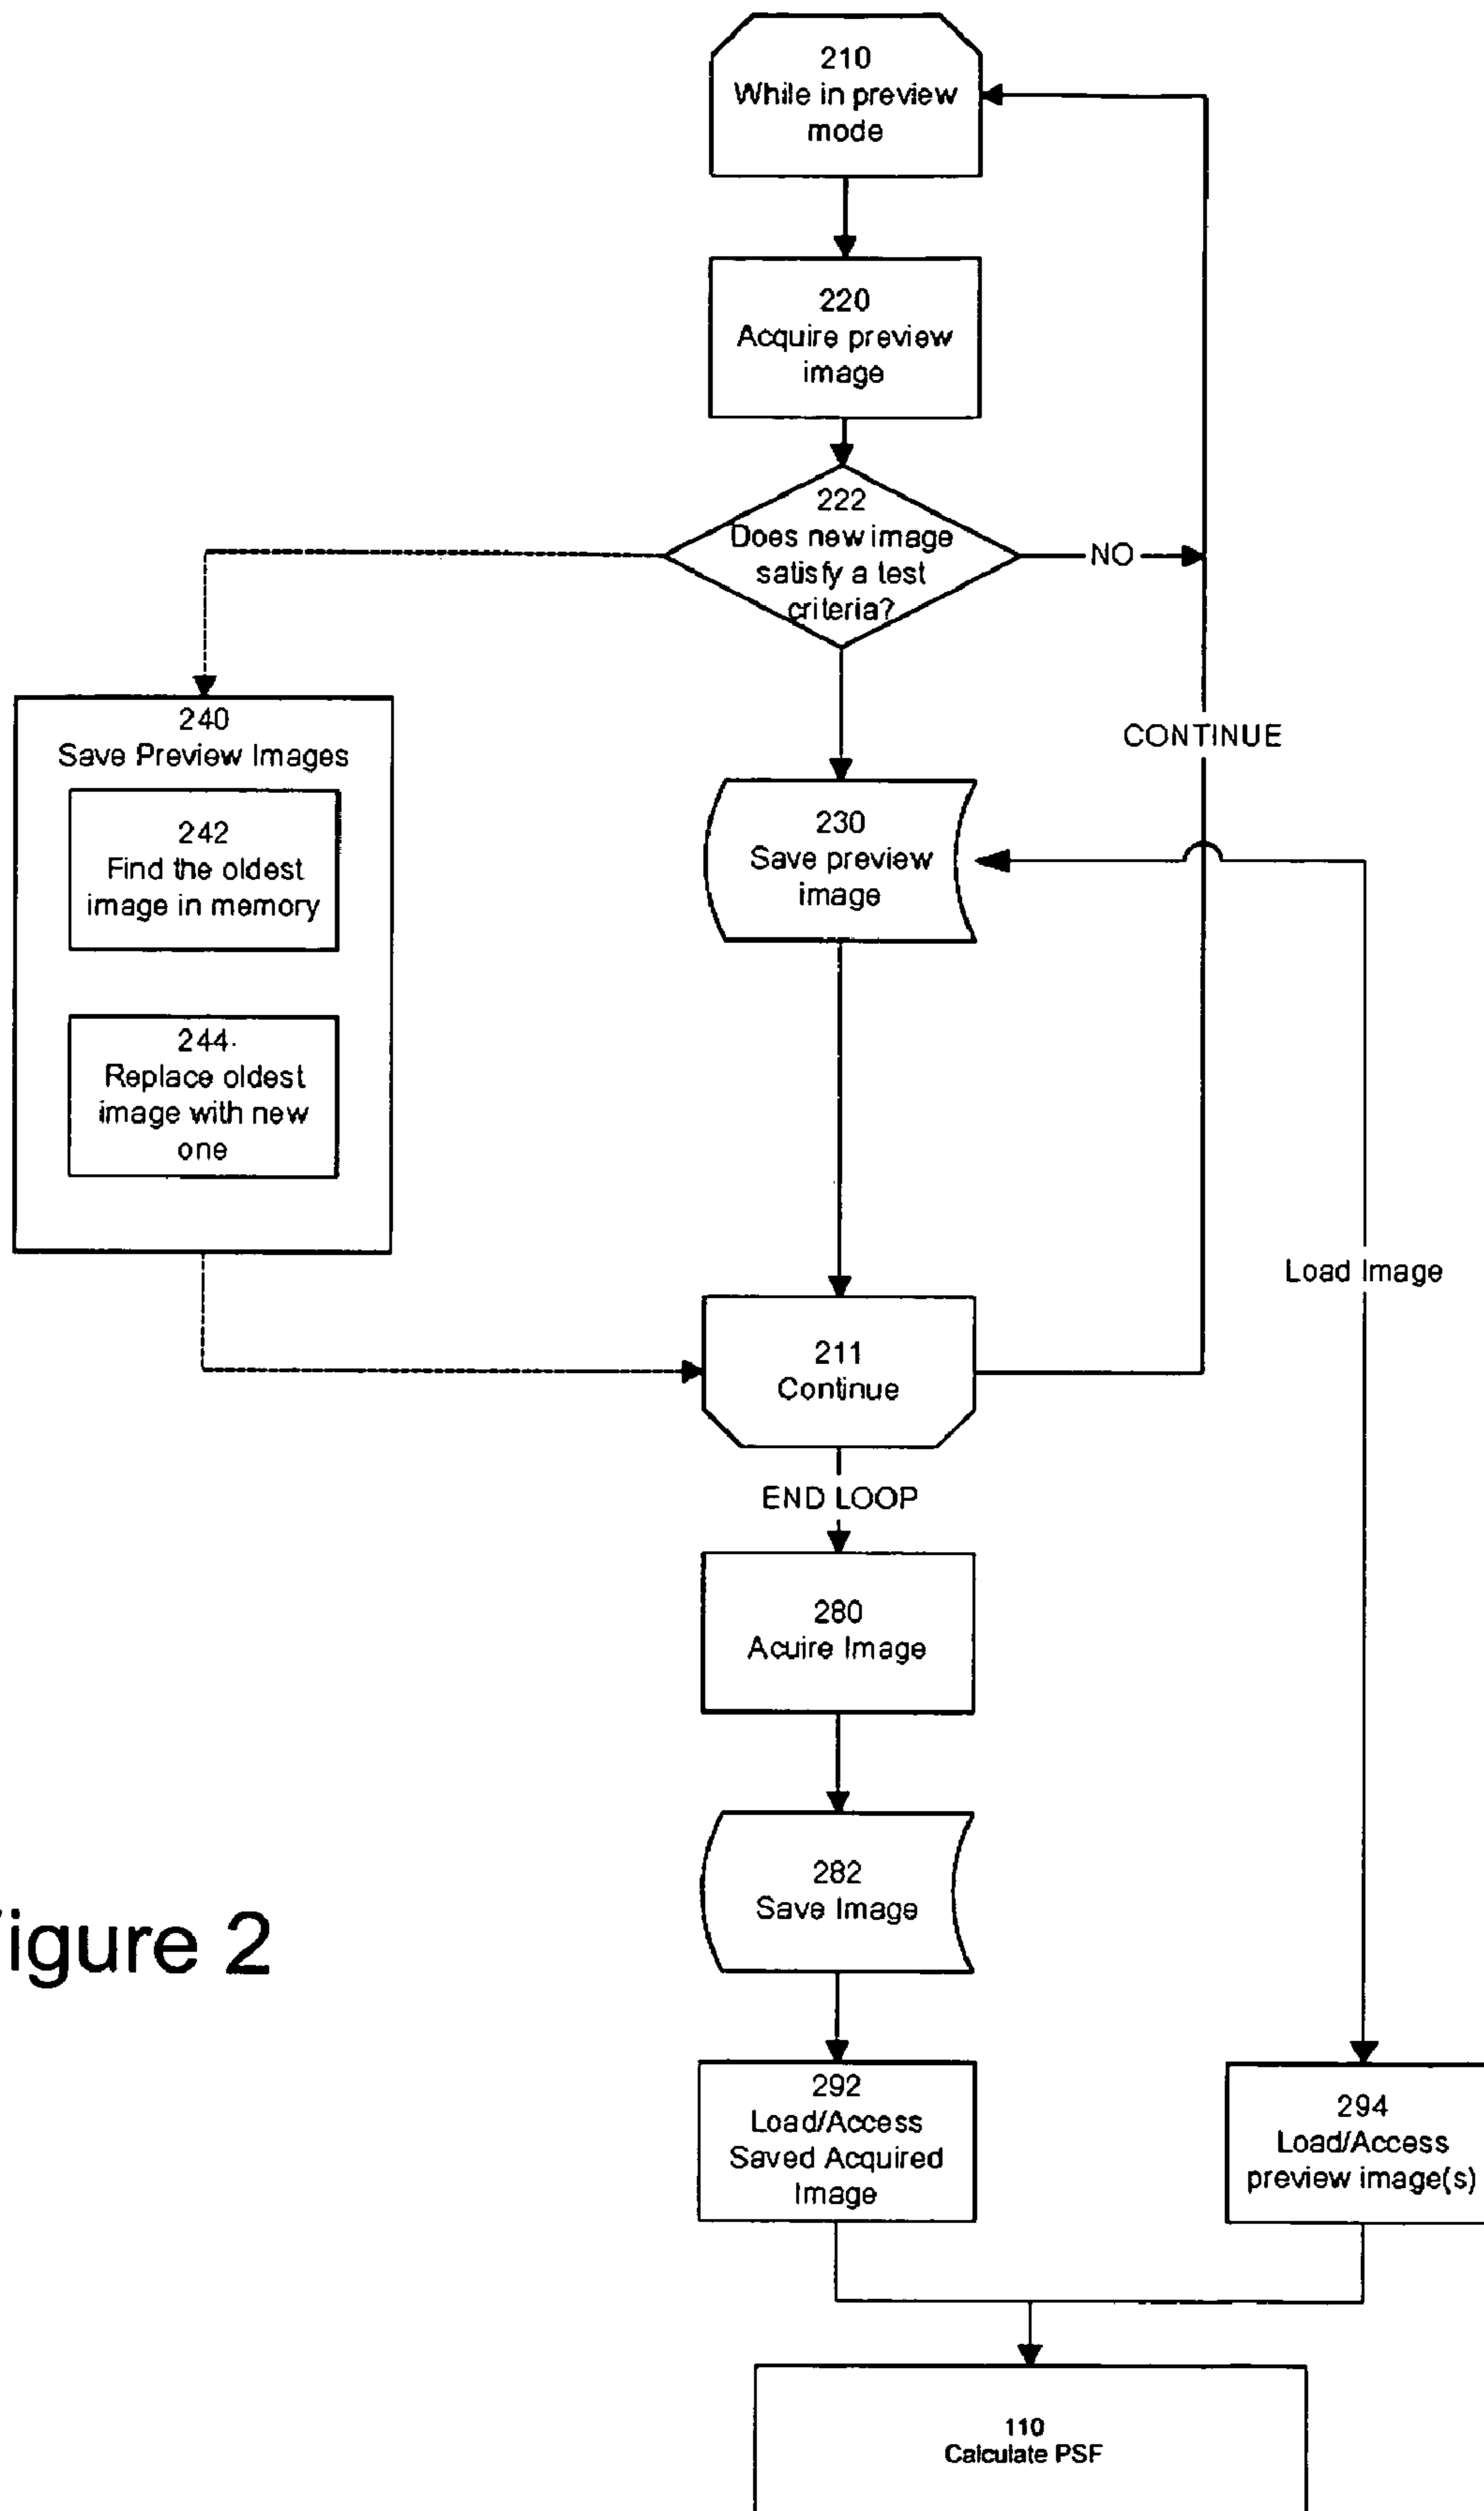 210
While in preview
mode
220
Acquire preview
image
222
Does new image
satisfy a test
criteria?
NO
240
Save Preview Images
CONTINUE
242
Find the oldest
image in memory
230
Save preview
image
244
Replace oldest
image with new
one
Load Image
211
Continue
END LOOP
280
Acuire Image
282
Save Image
igure 2
292
Load/Access
Saved Acquired
Image
294
Load/Access
preview image(s)
110
Calculate PSF